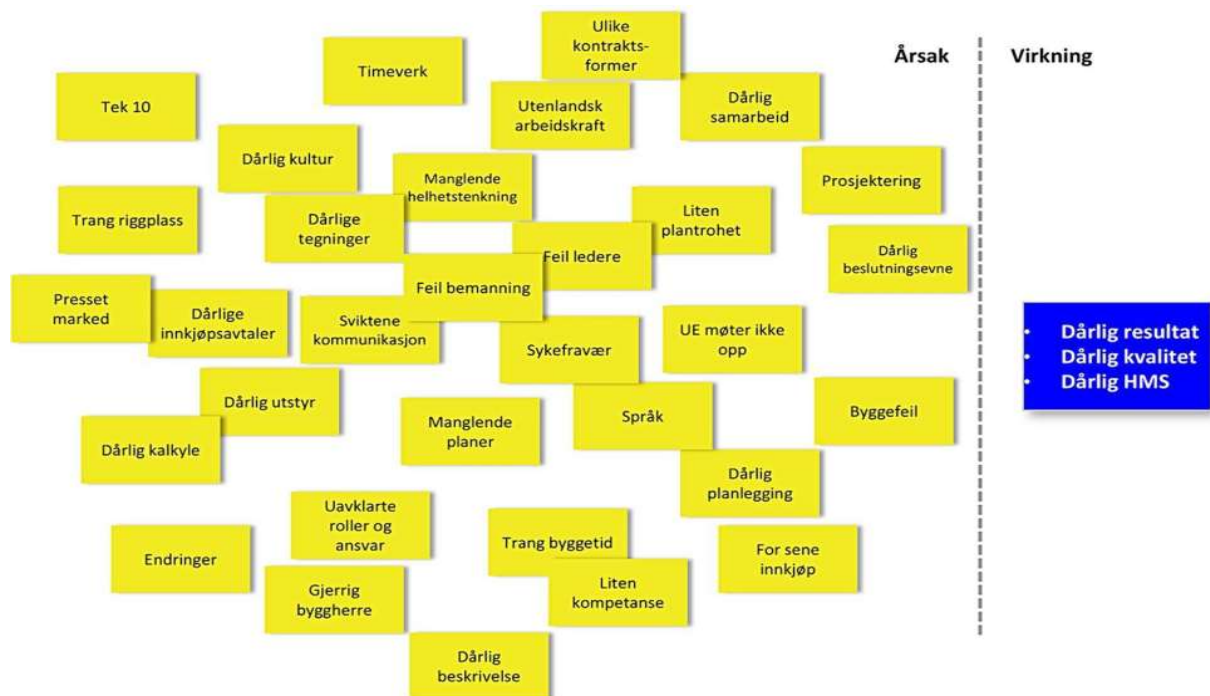 Ulike
kontrakts-
former
Årsak
Virkning
Timeverk
Tek 10
Utenlandsk
arbeidskraft
Dårlig
samarbeid
Dårlig kultur
Manglende
helhetstenkning
Prosjektering
Trang riggplass
Dårlige
tegninger
Liten
plantrohet
Feil ledere
Dårlig
beslutningsevne
Feil bemanning
Presset
marked
Dårlige
innkjøpsavtaler
Sviktene
kommunikasjon
Sykefravær
UE møter ikke
opp
• Dårlig resultat
• Dårlig kvalitet
• Dårlig HMS
Dårlig utstyr
Manglende
planer
Språk
Byggefeil
Dårlig kalkyle
Dårlig
planlegging
Uavklarte
roller og
ansvar
Trang byggetid
For sene
innkjøp
Endringer
Gjerrig
byggherre
Liten
kompetanse
Dårlig
beskrivelse